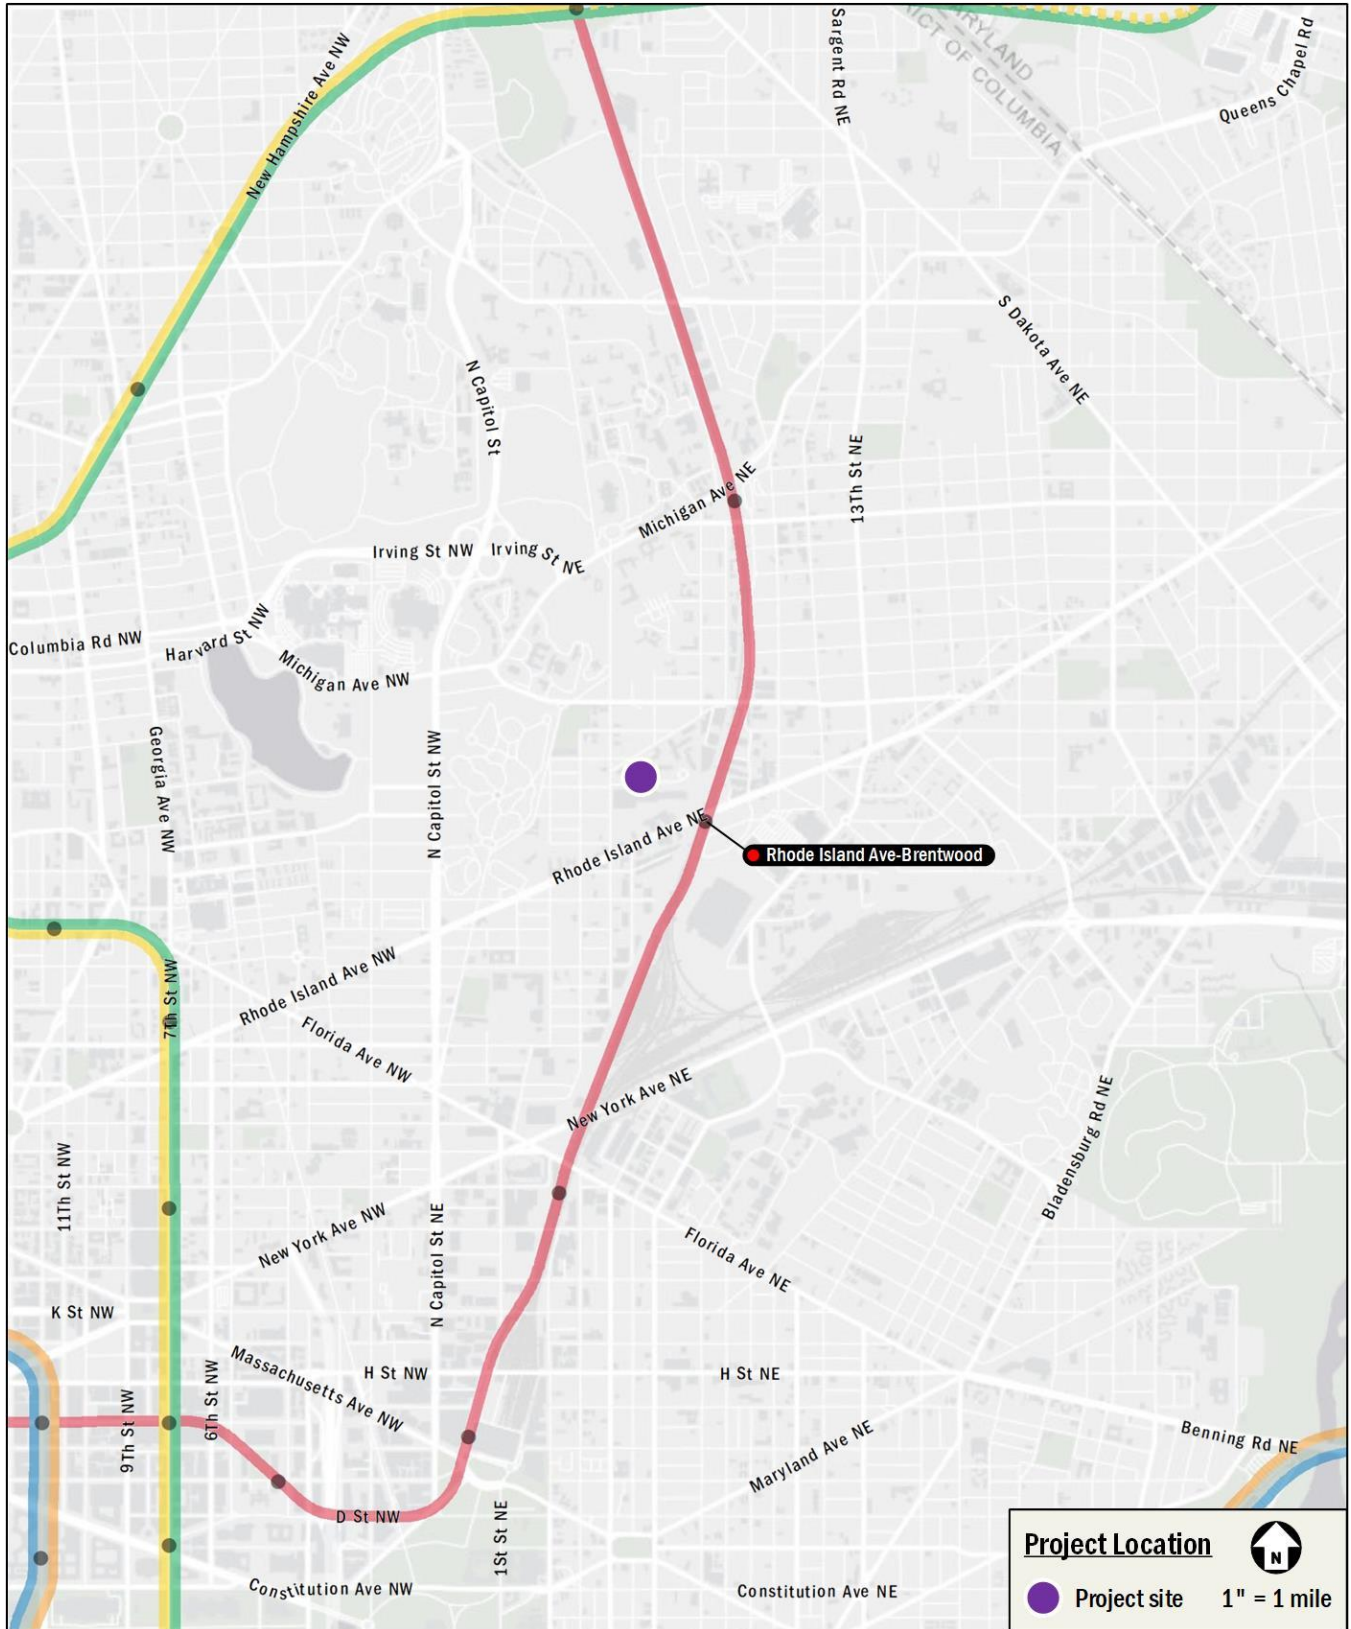 Sargent Rd NE
MARYLAND
DISTRICT OF COLUMBIA
Queens Chapel Rd
New Hampshire Ave NW
S Dakota Ave NE
N Capitol St
13Th St NE
Michigan Ave NE
Irving St NW
Irving St NE
Columbia Rd NW
Harvard St NW
Michigan Ave NW
Georgia Ave NW
N Capitol St NW
Rhode Island Ave NE
Rhode Island Ave-Brentwood
7Th St NW
Rhode Island Ave NW
Florida Ave NW
New York Ave NE
Bladensburg Rd NE
11Th St NW
New York Ave NW
N Capitol St NE
Florida Ave NE
K St NW
Massachusetts Ave NW
H St NW
H St NE
9Th St NW
6Th St NW
Maryland Ave NE
Benning Rd NE
D St NW
1St St NE
Constitution Ave NW
Constitution Ave NE
Project Location
N
Project site 1" = 1 mile